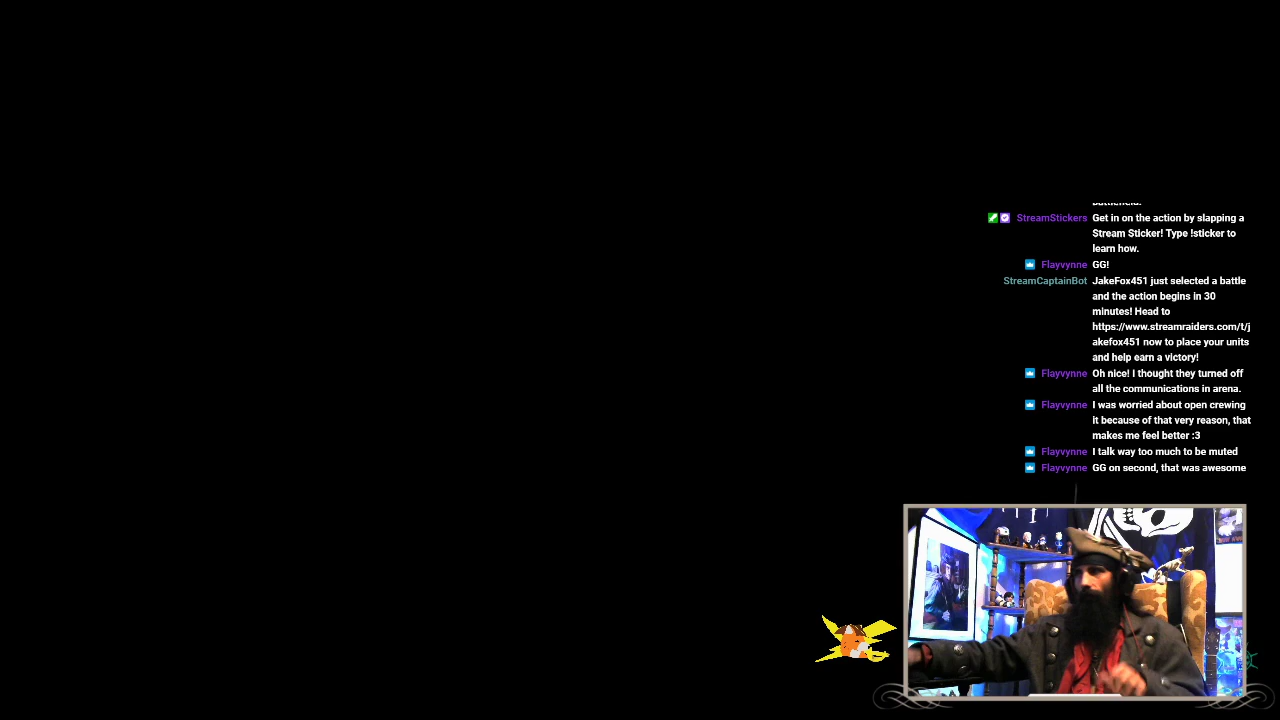 battlefield.
StreamStickers Get in on the action by slapping a
Stream Sticker! Type !sticker to
learn how.
Flayvynne GG!
StreamCaptainBot JakeFox451 just selected a battle
and the action begins in 30
minutes! Head to
https://www.streamraiders.com/t/j
akefox451 now to place your units
and help earn a victory!
Flayvynne Oh nice! I thought they turned off
all the communications in arena.
Flayvynne I was worried about open crewing
it because of that very reason, that
makes me feel better :3
Flayvynne I talk way too much to be muted
Flayvynne GG on second, that was awesome